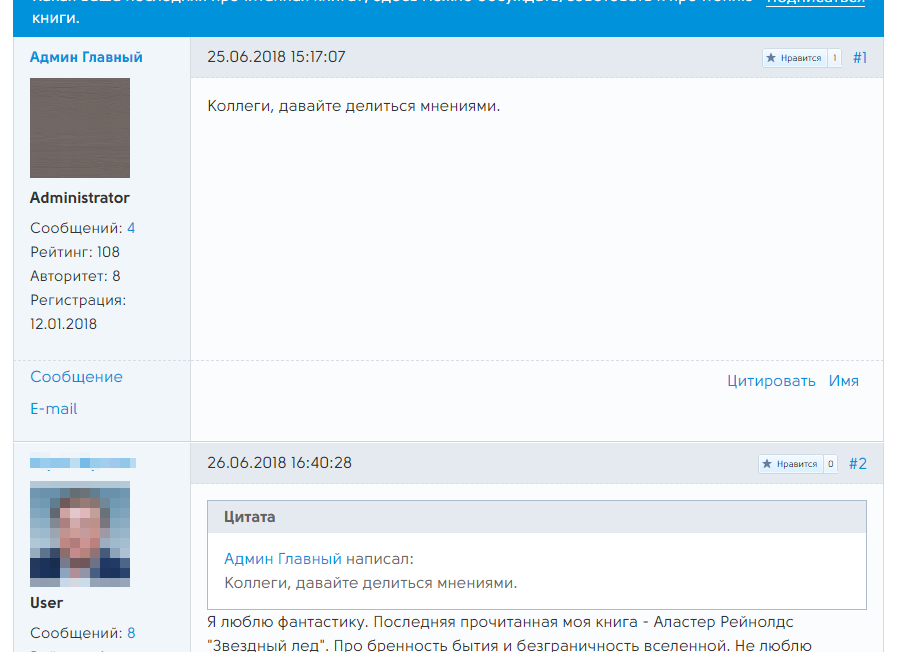 книги.
Подписаться
Админ Главный
25.06.2018 15:17:07
Нравится 1 #1
Коллеги, давайте делиться мнениями.
Administrator
Сообщений: 4
Рейтинг: 108
Авторитет: 8
Регистрация:
12.01.2018
Сообщение
E-mail
Цитировать Имя
26.06.2018 16:40:28
Нравится 0 #2
Цитата
Админ Главный написал:
Коллеги, давайте делиться мнениями.
User
Сообщений: 8
Я люблю фантастику. Последняя прочитанная моя книга - Аластер Рейнолдс
"Звездный лед". Про бренность бытия и безграничность вселенной. Не люблю